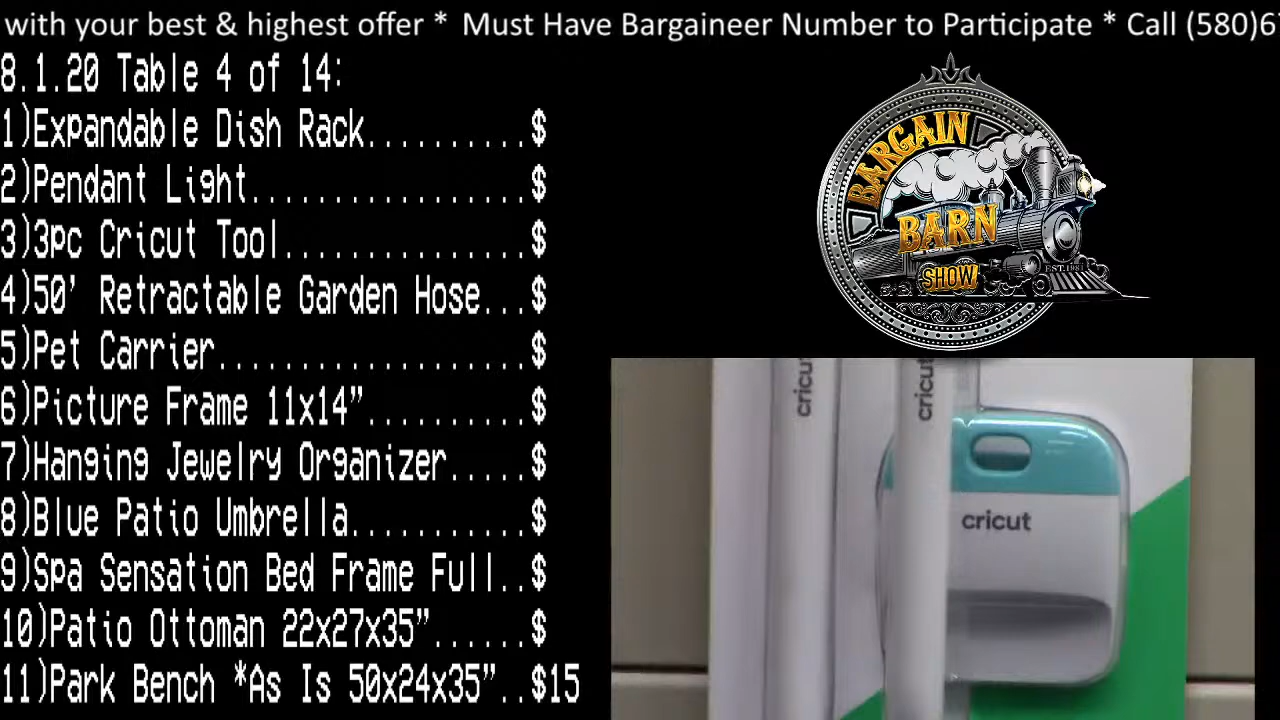 with your best & highest offer * Must Have Bargaineer Number to Participate * Call (580)6
8.1.20 Table 4 of 14:
1)Expandable Dish Rack..........$
2)Pendant Light.................$
3)3pc Cricut Tool...............$
4)50’ Retractable Garden Hose...$
5)Pet Carrier...................$
6)Picture Frame 11x14”..........$
7)Hanging Jewelry Organizer.....$
8)Blue Patio Umbrella...........$
9)Spa Sensation Bed Frame Full..$
10)Patio Ottoman 22x27x35”......$
11)Park Bench *As Is 50x24x35”..$15
BARGAIN
BARN
SHOW
cricut
cricut
cricut